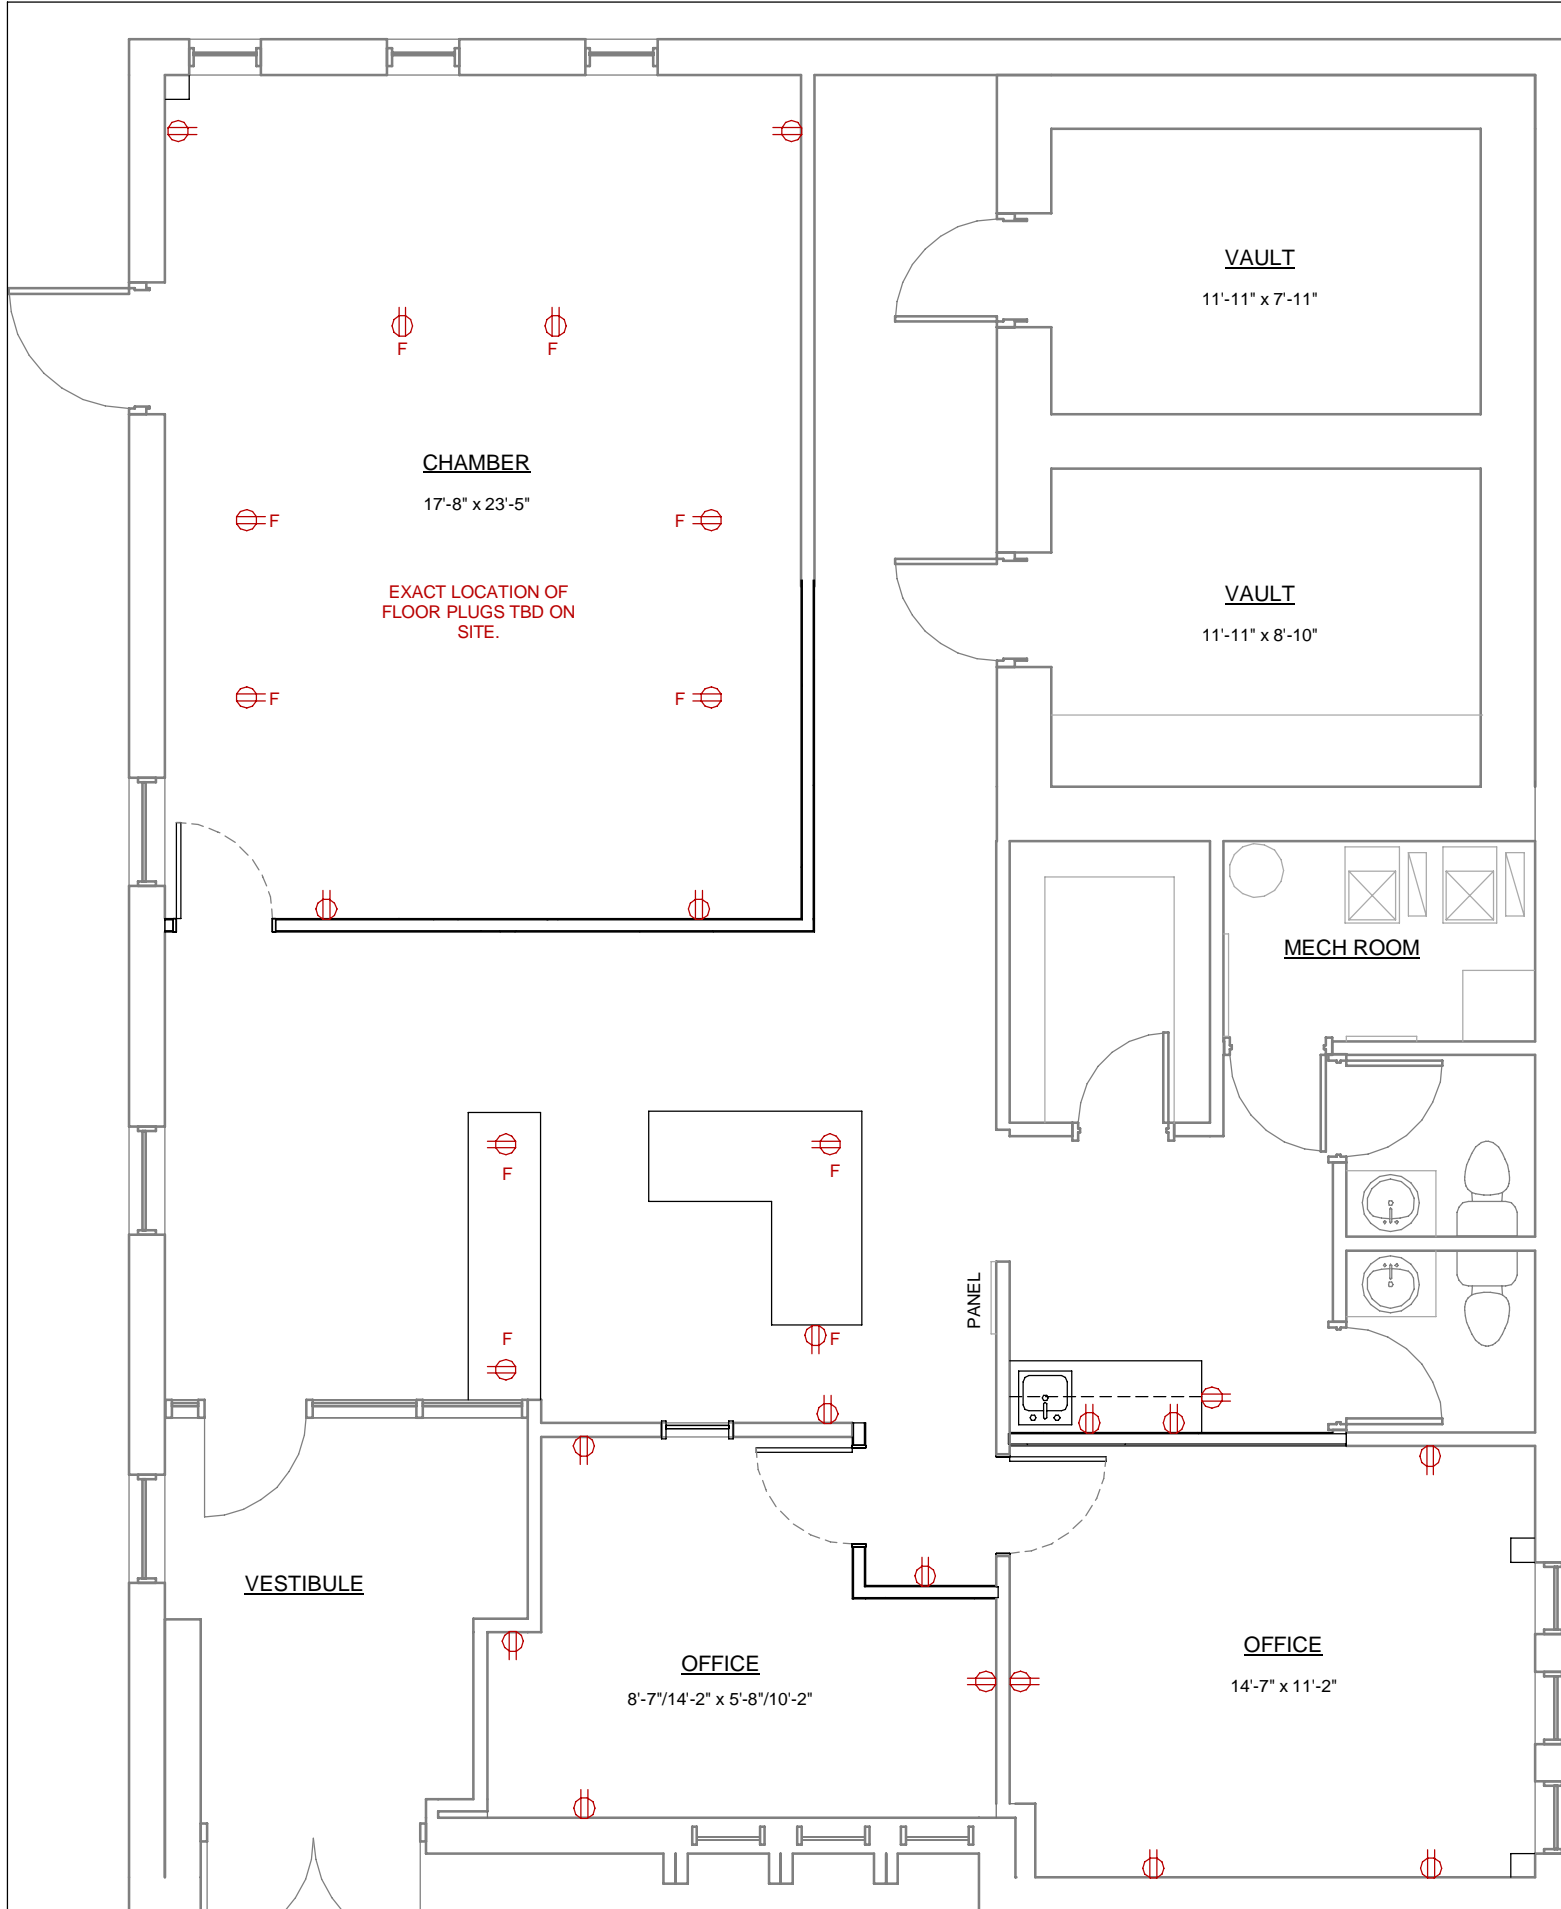 VAULT
11'-11" x 7'-11"
F
F
CHAMBER
17'-8" x 23'-5"
F
F
EXACT LOCATION OF
FLOOR PLUGS TBD ON
SITE.
VAULT
11'-11" x 8'-10"
F
F
MECH ROOM
F
F
PANEL
F
F
VESTIBULE
OFFICE
8'-7"/14'-2" x 5'-8"/10'-2"
OFFICE
14'-7" x 11'-2"